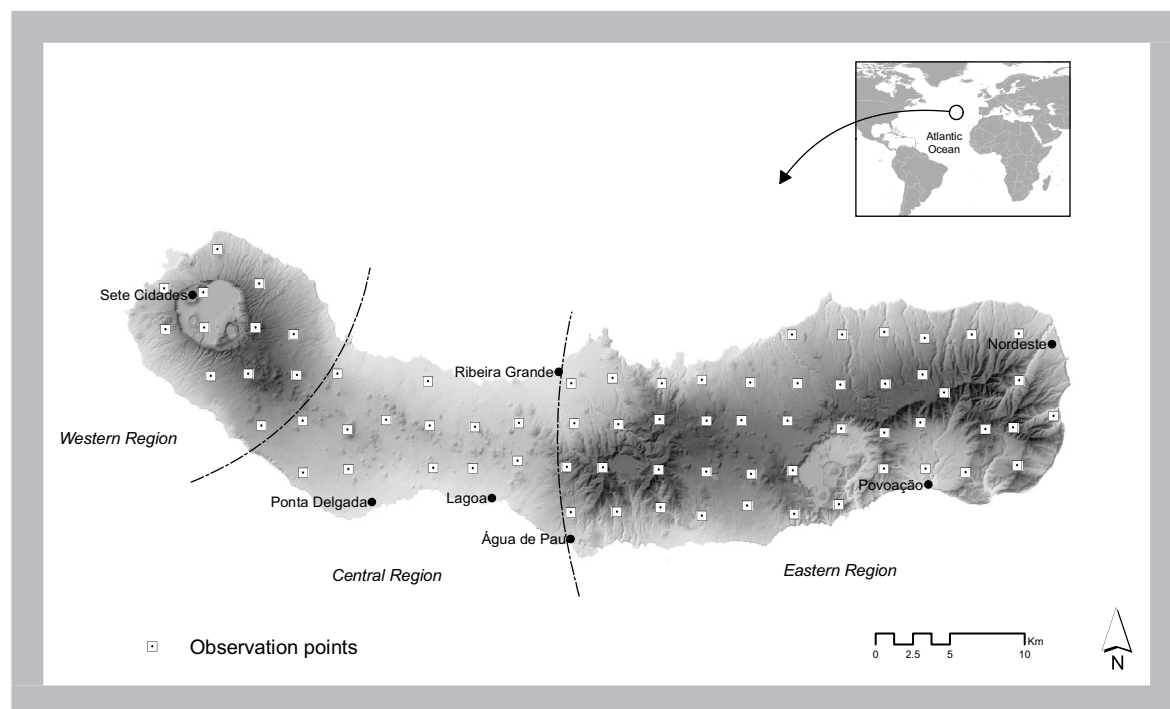 Atlantic
Ocean
Sete Cidades
Nordeste
Ribeira Grande
Western Region
Povoação
Ponta Delgada
Lagoa
Água de Pau
Central Region
Eastern Region
Observation points
Km
0 2.5 5 10
N